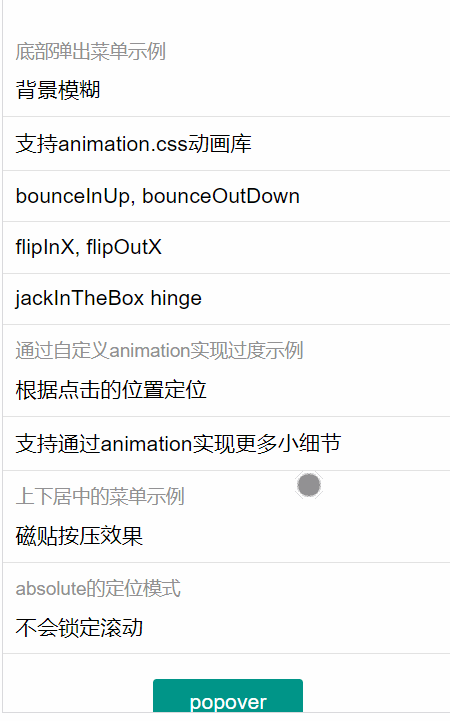 底部弹出菜单示例
背景模糊
支持animation.css动画库
bounceInUp, bounceOutDown
flipInX, flipOutX
jackInTheBox hinge
通过自定义animation实现过度示例
根据点击的位置定位
支持通过animation实现更多小细节
上下居中的菜单示例
磁贴按压效果
absolute的定位模式
不会锁定滚动
popover